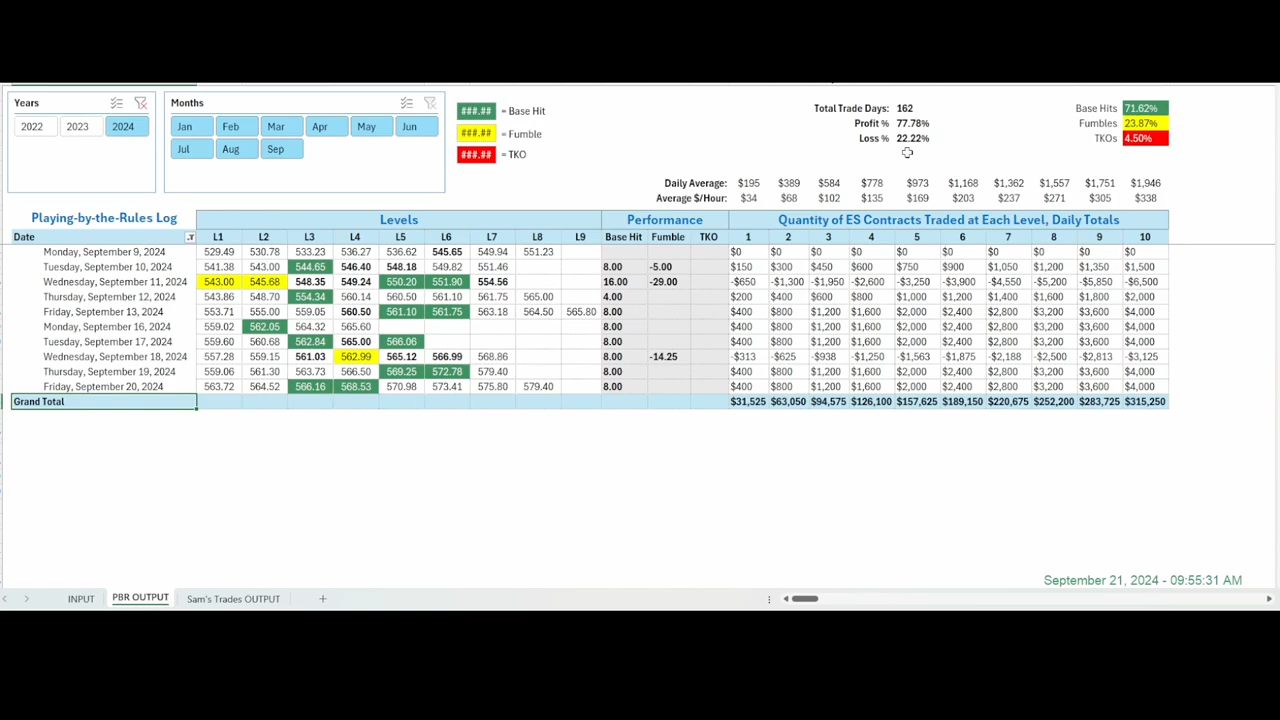 Years
2022 2023 2024
Months
Jan Feb Mar Apr May Jun
Jul Aug Sep
###.## = Base Hit
###.## = Fumble
###.## = TKO
Total Trade Days: 162
Profit % 77.78%
Loss % 22.22%
Base Hits 71.62%
Fumbles 23.87%
TKOs 4.50%
Daily Average: $195 $389 $584 $778 $973 $1,168 $1,362 $1,557 $1,751 $1,946
Average $/Hour: $34 $68 $102 $135 $169 $203 $237 $271 $305 $338
Playing-by-the-Rules Log Levels Performance Quantity of ES Contracts Traded at Each Level, Daily Totals
Date L1 L2 L3 L4 L5 L6 L7 L8 L9 Base Hit Fumble TKO 1 2 3 4 5 6 7 8 9 10
Monday, September 9, 2024 529.49 530.78 533.23 536.27 536.62 545.65 549.94 551.23 $0 $0 $0 $0 $0 $0 $0 $0 $0 $0
Tuesday, September 10, 2024 541.38 543.00 544.65 546.40 548.18 549.82 551.46 8.00 -5.00 $150 $300 $450 $600 $750 $900 $1,050 $1,200 $1,350 $1,500
Wednesday, September 11, 2024 543.00 545.68 548.35 549.24 550.20 551.90 554.56 16.00 -29.00 -$650 -$1,300 -$1,950 -$2,600 -$3,250 -$3,900 -$4,550 -$5,200 -$5,850 -$6,500
Thursday, September 12, 2024 543.86 548.70 554.34 560.14 560.50 561.10 561.75 565.00 4.00 $200 $400 $600 $800 $1,000 $1,200 $1,400 $1,600 $1,800 $2,000
Friday, September 13, 2024 553.71 555.00 559.05 560.50 561.10 561.75 563.18 564.50 565.80 8.00 $400 $800 $1,200 $1,600 $2,000 $2,400 $2,800 $3,200 $3,600 $4,000
Monday, September 16, 2024 559.02 562.05 564.32 565.60 8.00 $400 $800 $1,200 $1,600 $2,000 $2,400 $2,800 $3,200 $3,600 $4,000
Tuesday, September 17, 2024 559.60 560.68 562.84 565.00 566.06 8.00 $400 $800 $1,200 $1,600 $2,000 $2,400 $2,800 $3,200 $3,600 $4,000
Wednesday, September 18, 2024 557.28 559.15 561.03 562.99 565.12 566.99 568.86 8.00 -14.25 -$313 -$625 -$938 -$1,250 -$1,563 -$1,875 -$2,188 -$2,500 -$2,813 -$3,125
Thursday, September 19, 2024 559.06 561.30 563.73 566.50 569.25 572.78 579.40 8.00 $400 $800 $1,200 $1,600 $2,000 $2,400 $2,800 $3,200 $3,600 $4,000
Friday, September 20, 2024 563.72 564.52 566.16 568.53 570.98 573.41 575.80 579.40 8.00 $400 $800 $1,200 $1,600 $2,000 $2,400 $2,800 $3,200 $3,600 $4,000
Grand Total $31,525 $63,050 $94,575 $126,100 $157,625 $189,150 $220,675 $252,200 $283,725 $315,250
September 21, 2024 - 09:55:31 AM
INPUT PBR OUTPUT Sam's Trades OUTPUT +